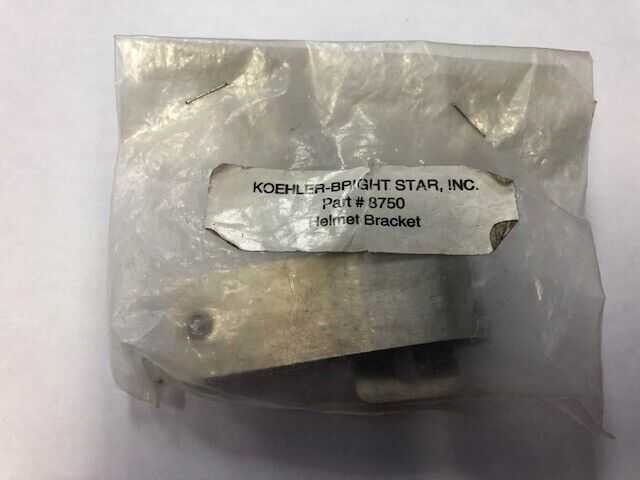 KOEHLER-BRIGHT STAR, INC.
Part # 8750
Helmet Bracket